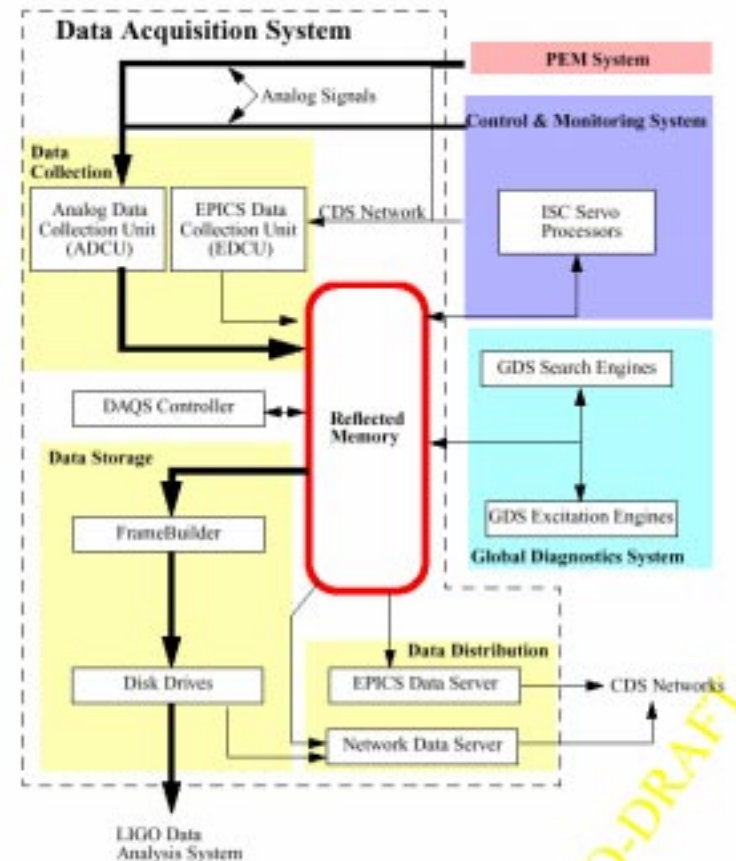 Data Acquisition System
PEM System
Analog Signals
Control & Monitoring System
Data
Collection
Analog Data
Collection Unit
(ADCU)
EPICS Data
Collection Unit
(EDCU)
CDS Network
ISC Servo
Processors
GDS Search Engines
DAQS Controller
Reflected
Memory
Data Storage
FrameBuilder
GDS Excitation Engines
Global Diagnostics System
Data Distribution
Disk Drives
EPICS Data Server
CDS Networks
Network Data Server
LIGO Data
Analysis System
-DRAFT